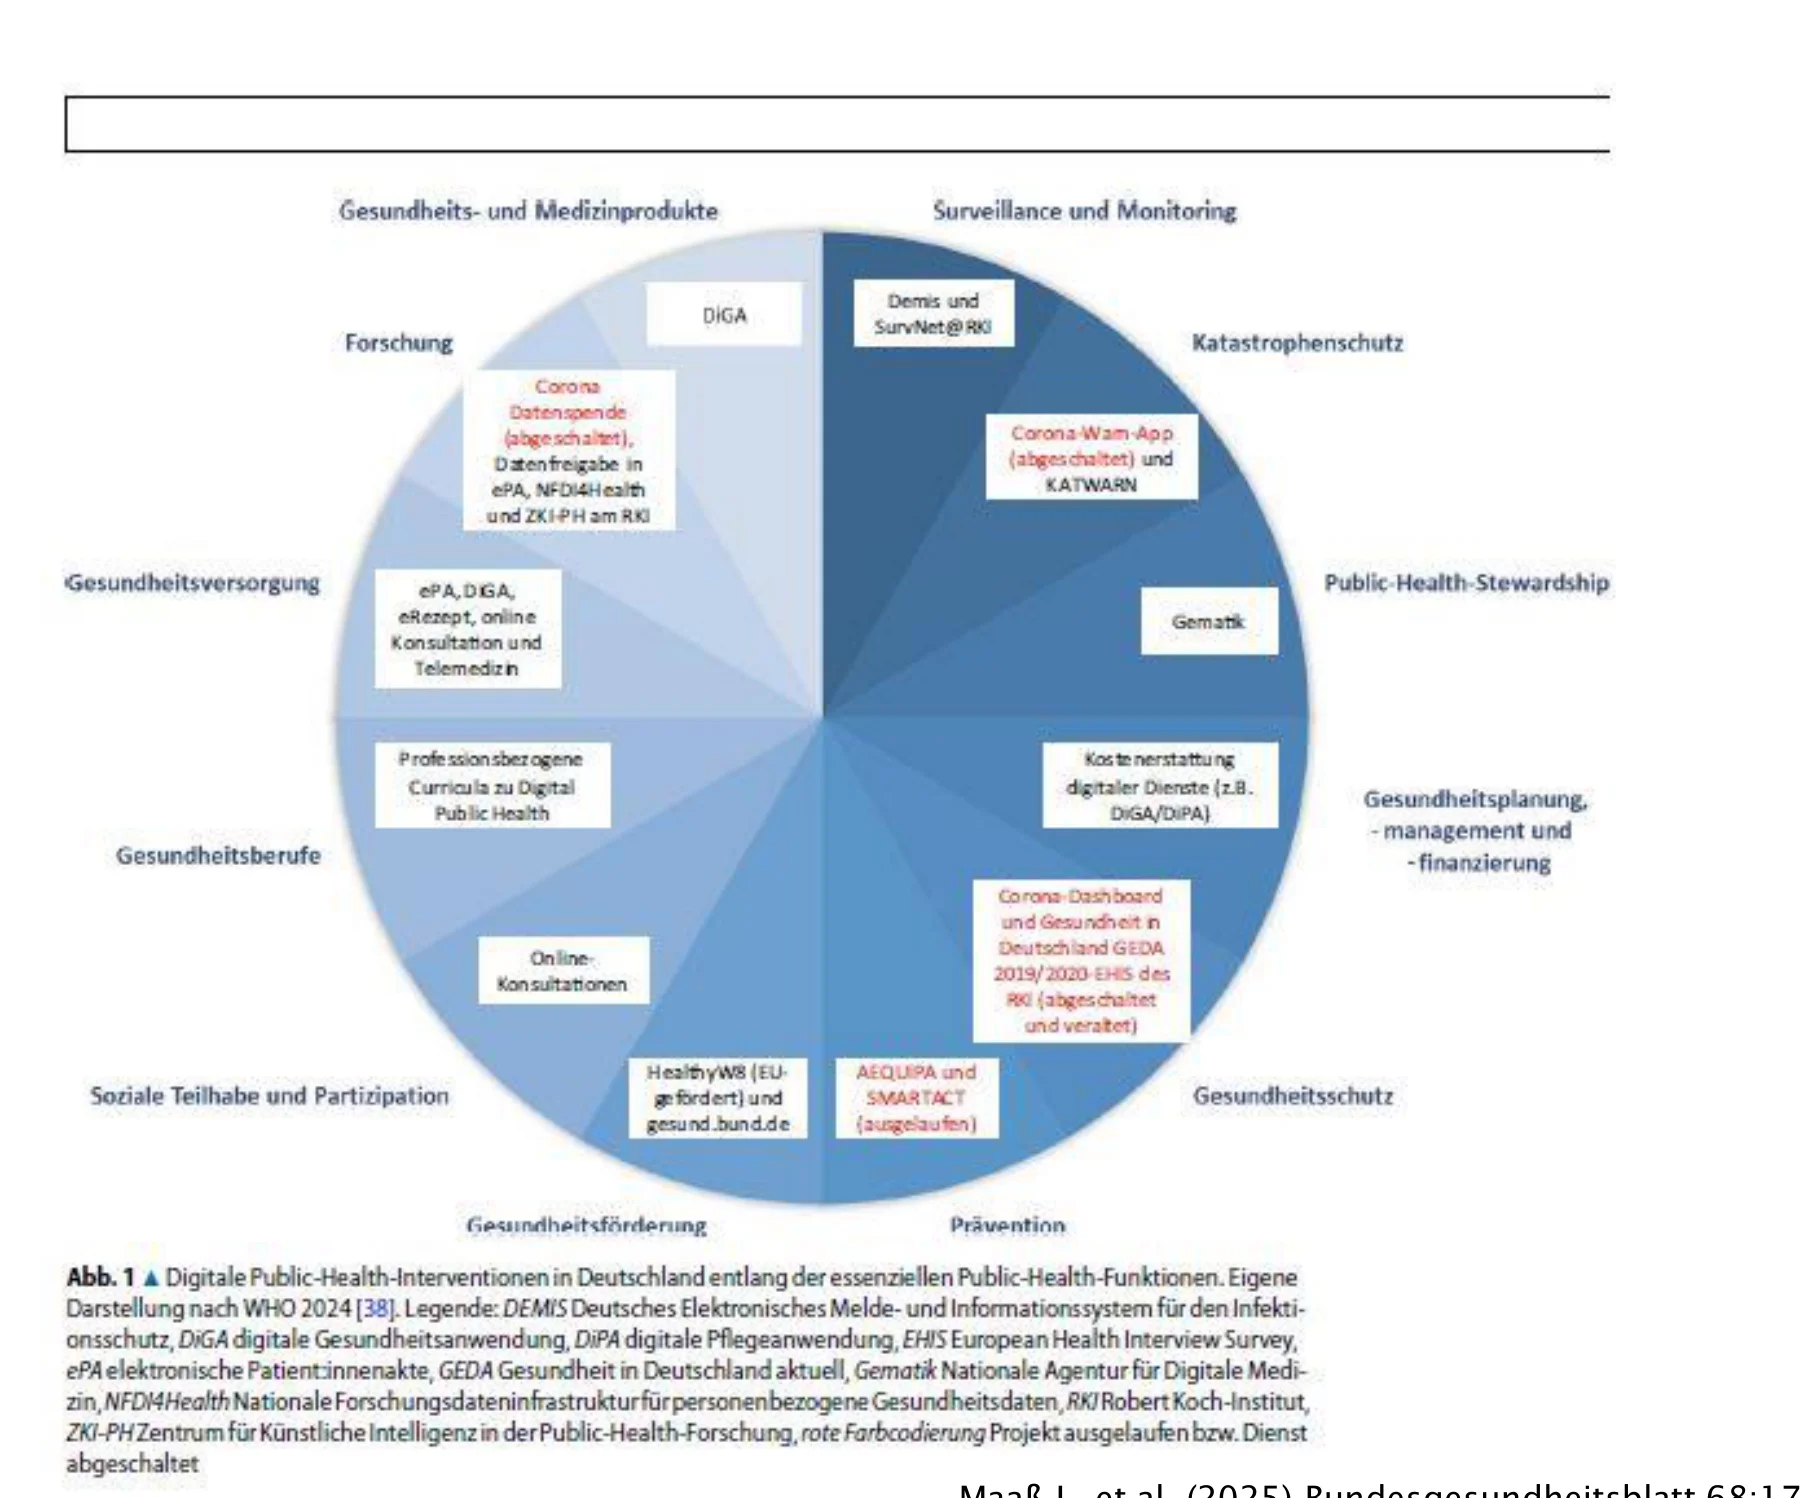 Gesundheits- und Medizinprodukte
Surveillance und Monitoring
DiGA
Demis und
SurvNet@RKI
Forschung
Katastrophenschutz
Corona
Datenspende
(abgeschaltet),
Datenfreigabe in
ePA, NFDI4Health
und ZKI-PH am RKI
Corona-Warn-App
(abgeschaltet) und
KATWARN
Gesundheitsversorgung
Public-Health-Stewardship
ePA, DiGA,
eRezept, online
Konsultation und
Telemedizin
Gematik
Professionsbezogene
Curricula zu Digital
Public Health
Kostenerstattung
digitaler Dienste (z.B.
DiGA/DiPA)
Gesundheitsberufe
Gesundheitsplanung,
- management und
- finanzierung
Corona-Dashboard
und Gesundheit in
Deutschland GEDA
2019/2020-EHIS des
RKI (abgeschaltet
und veraltet)
Online-
Konsultationen
Soziale Teilhabe und Partizipation
Gesundheitsschutz
HealthyW8 (EU-
gefördert) und
gesund.bund.de
AEQUIPA und
SMARTACT
(ausgelaufen)
Gesundheitsförderung
Prävention
Abb. 1 ▲ Digitale Public-Health-Interventionen in Deutschland entlang der essenziellen Public-Health-Funktionen. Eigene
Darstellung nach WHO 2024 [38]. Legende: DEMIS Deutsches Elektronisches Melde- und Informationssystem für den Infekti-
onsschutz, DiGA digitale Gesundheitsanwendung, DiPA digitale Pflegeanwendung, EHIS European Health Interview Survey,
ePA elektronische Patient:innenakte, GEDA Gesundheit in Deutschland aktuell, Gematik Nationale Agentur für Digitale Medi-
zin, NFDI4Health Nationale Forschungsdateninfrastruktur für personenbezogene Gesundheitsdaten, RKI Robert Koch-Institut,
ZKI-PH Zentrum für Künstliche Intelligenz in der Public-Health-Forschung, rote Farbcodierung Projekt ausgelaufen bzw. Dienst
abgeschaltet
Maaß L, et al. (2025) Bundesgesundheitsblatt 68:17